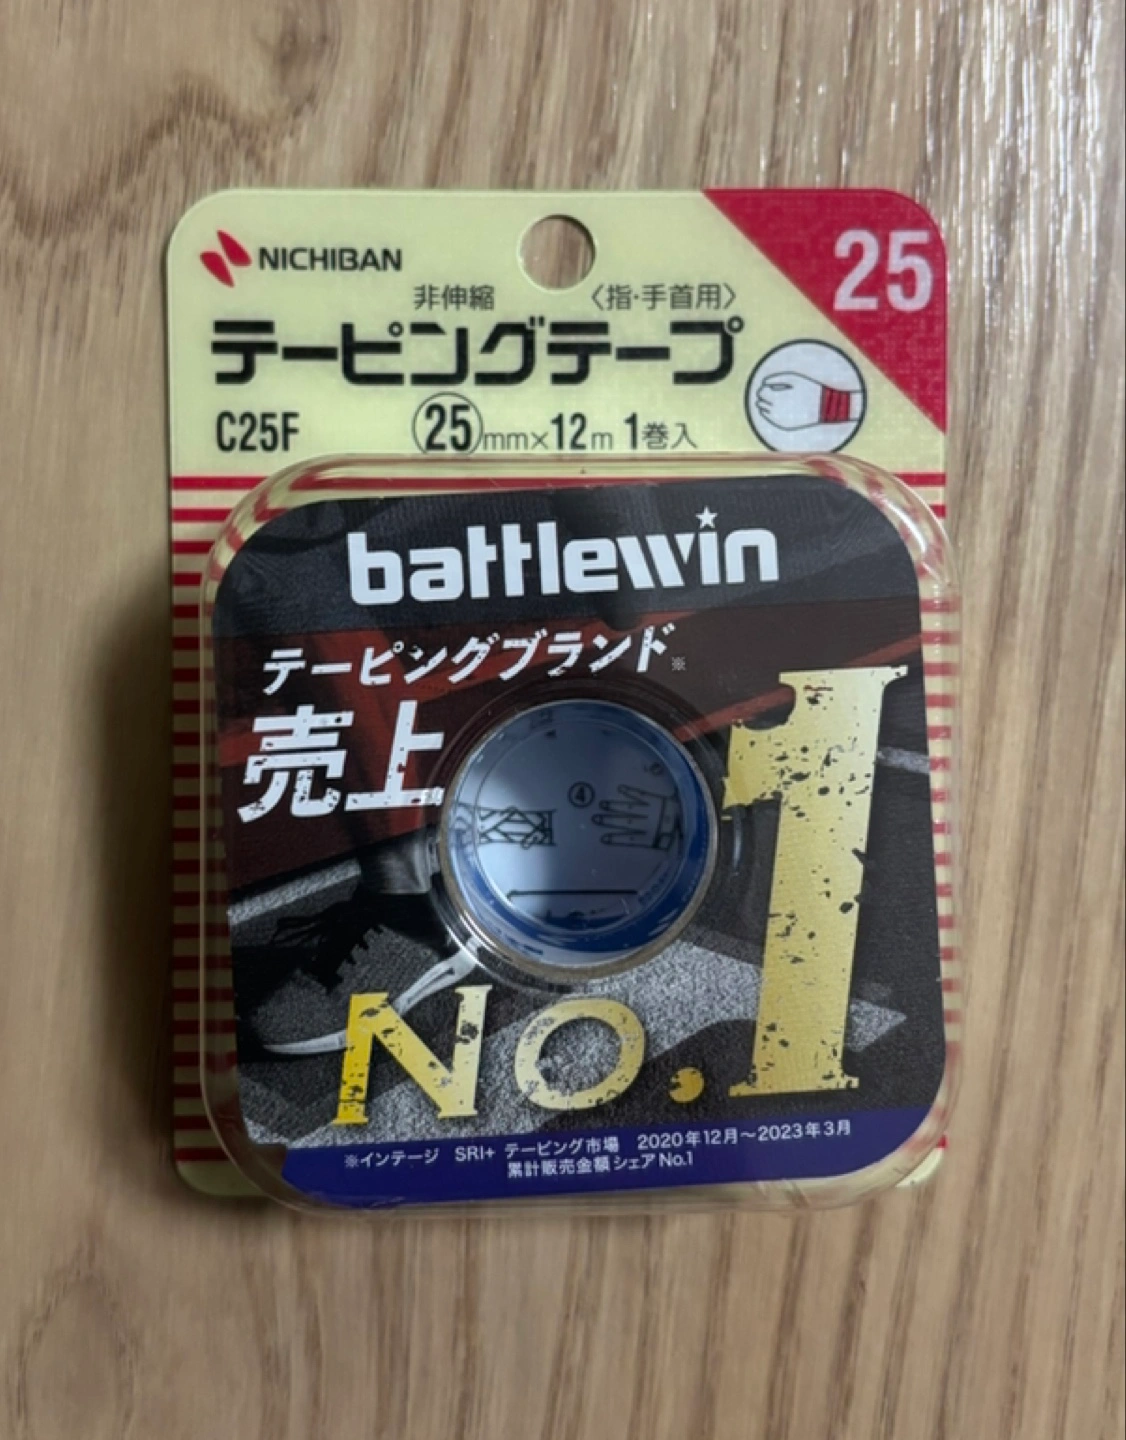 NICHIBAN
25
非伸縮 〈指・手首用〉
テーピングテープ
C25F 25mm×12m 1巻入
battlewin
テーピングブランド※
売上
No.1
④
※インテージ SRI+ テーピング市場 2020年12月〜2023年3月
累計販売金額シェアNo.1